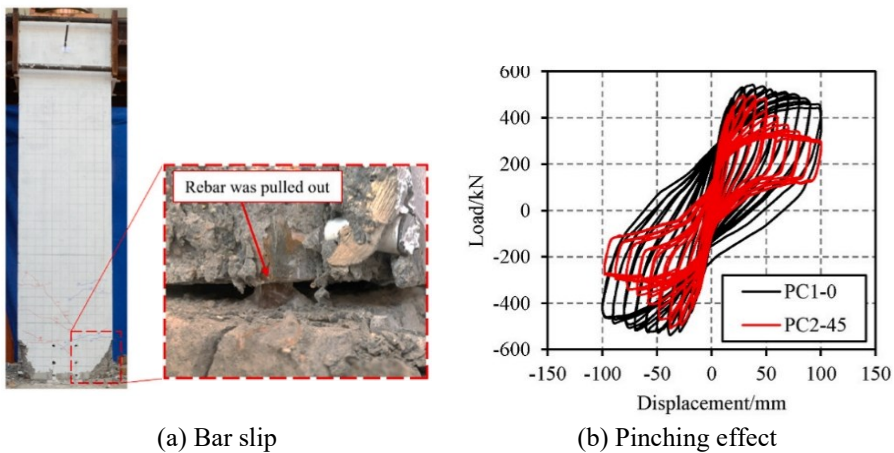 Rebar was pulled out
600
400
200
0
-200
-400
-600
Load/kN
-150
-100
-50
0
50
100
150
Displacement/mm
PC1-0
PC2-45
(a) Bar slip
(b) Pinching effect